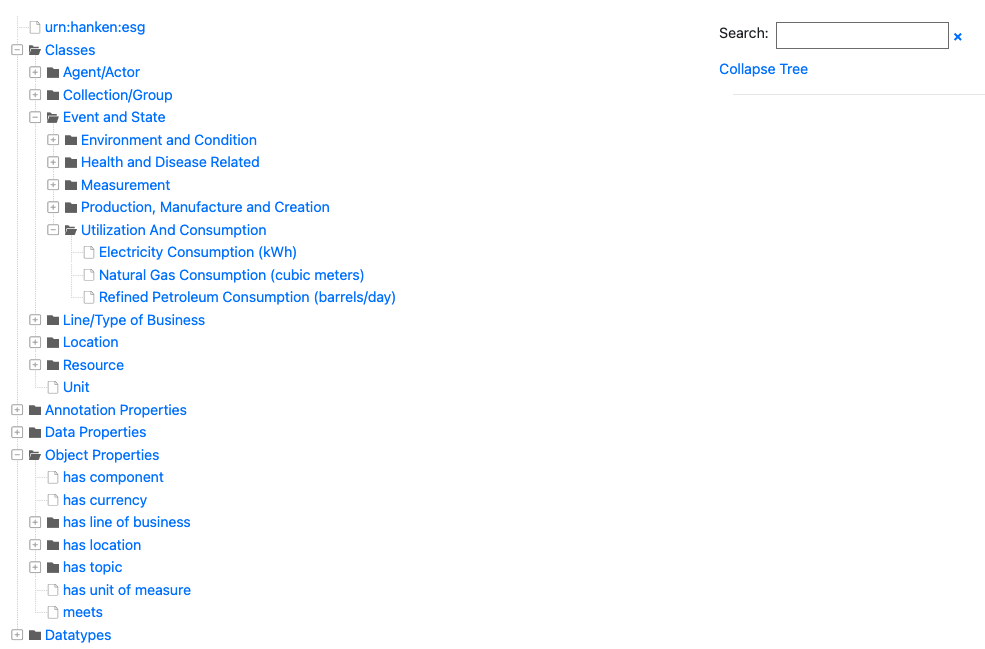 urn:hanken:esg
Classes
Agent/Actor
Collection/Group
Event and State
Environment and Condition
Health and Disease Related
Measurement
Production, Manufacture and Creation
Utilization And Consumption
Electricity Consumption (kWh)
Natural Gas Consumption (cubic meters)
Refined Petroleum Consumption (barrels/day)
Line/Type of Business
Location
Resource
Unit
Annotation Properties
Data Properties
Object Properties
has component
has currency
has line of business
has location
has topic
has unit of measure
meets
Datatypes
Search:
Collapse Tree